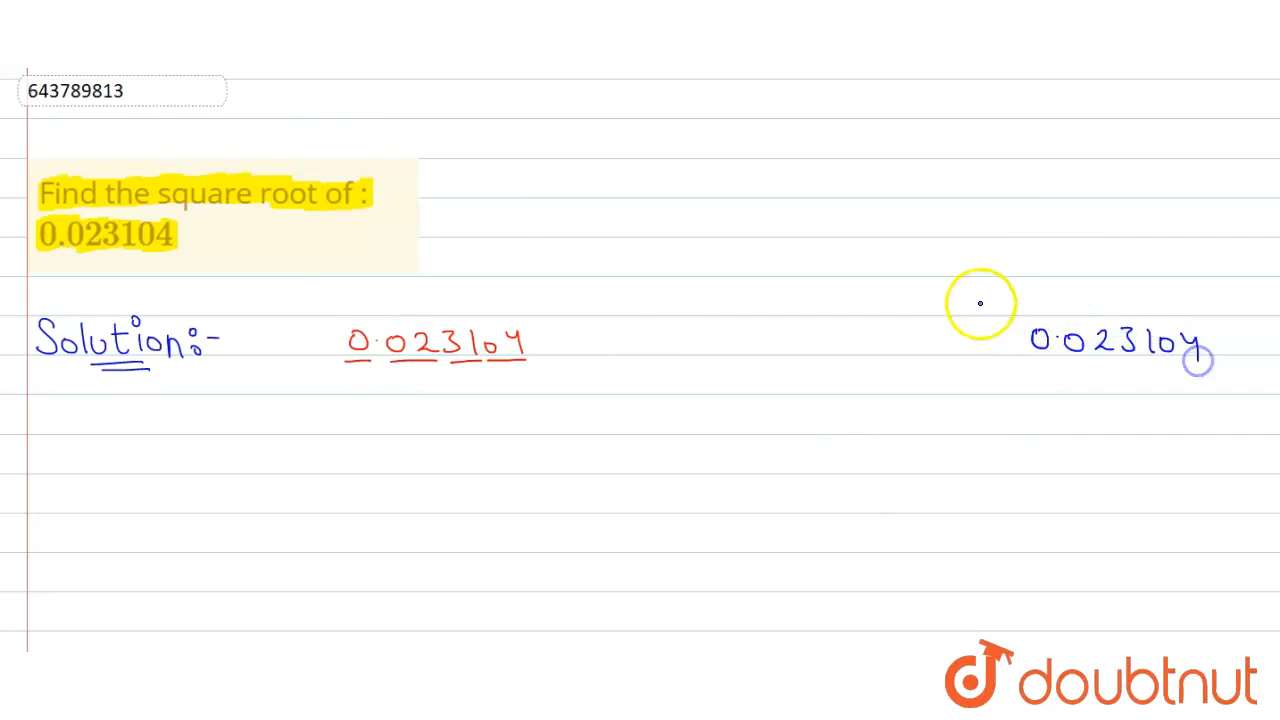 643789813
Find the square root of :
0.023104
Solution:- 0.023104 0.023104
doubtnut